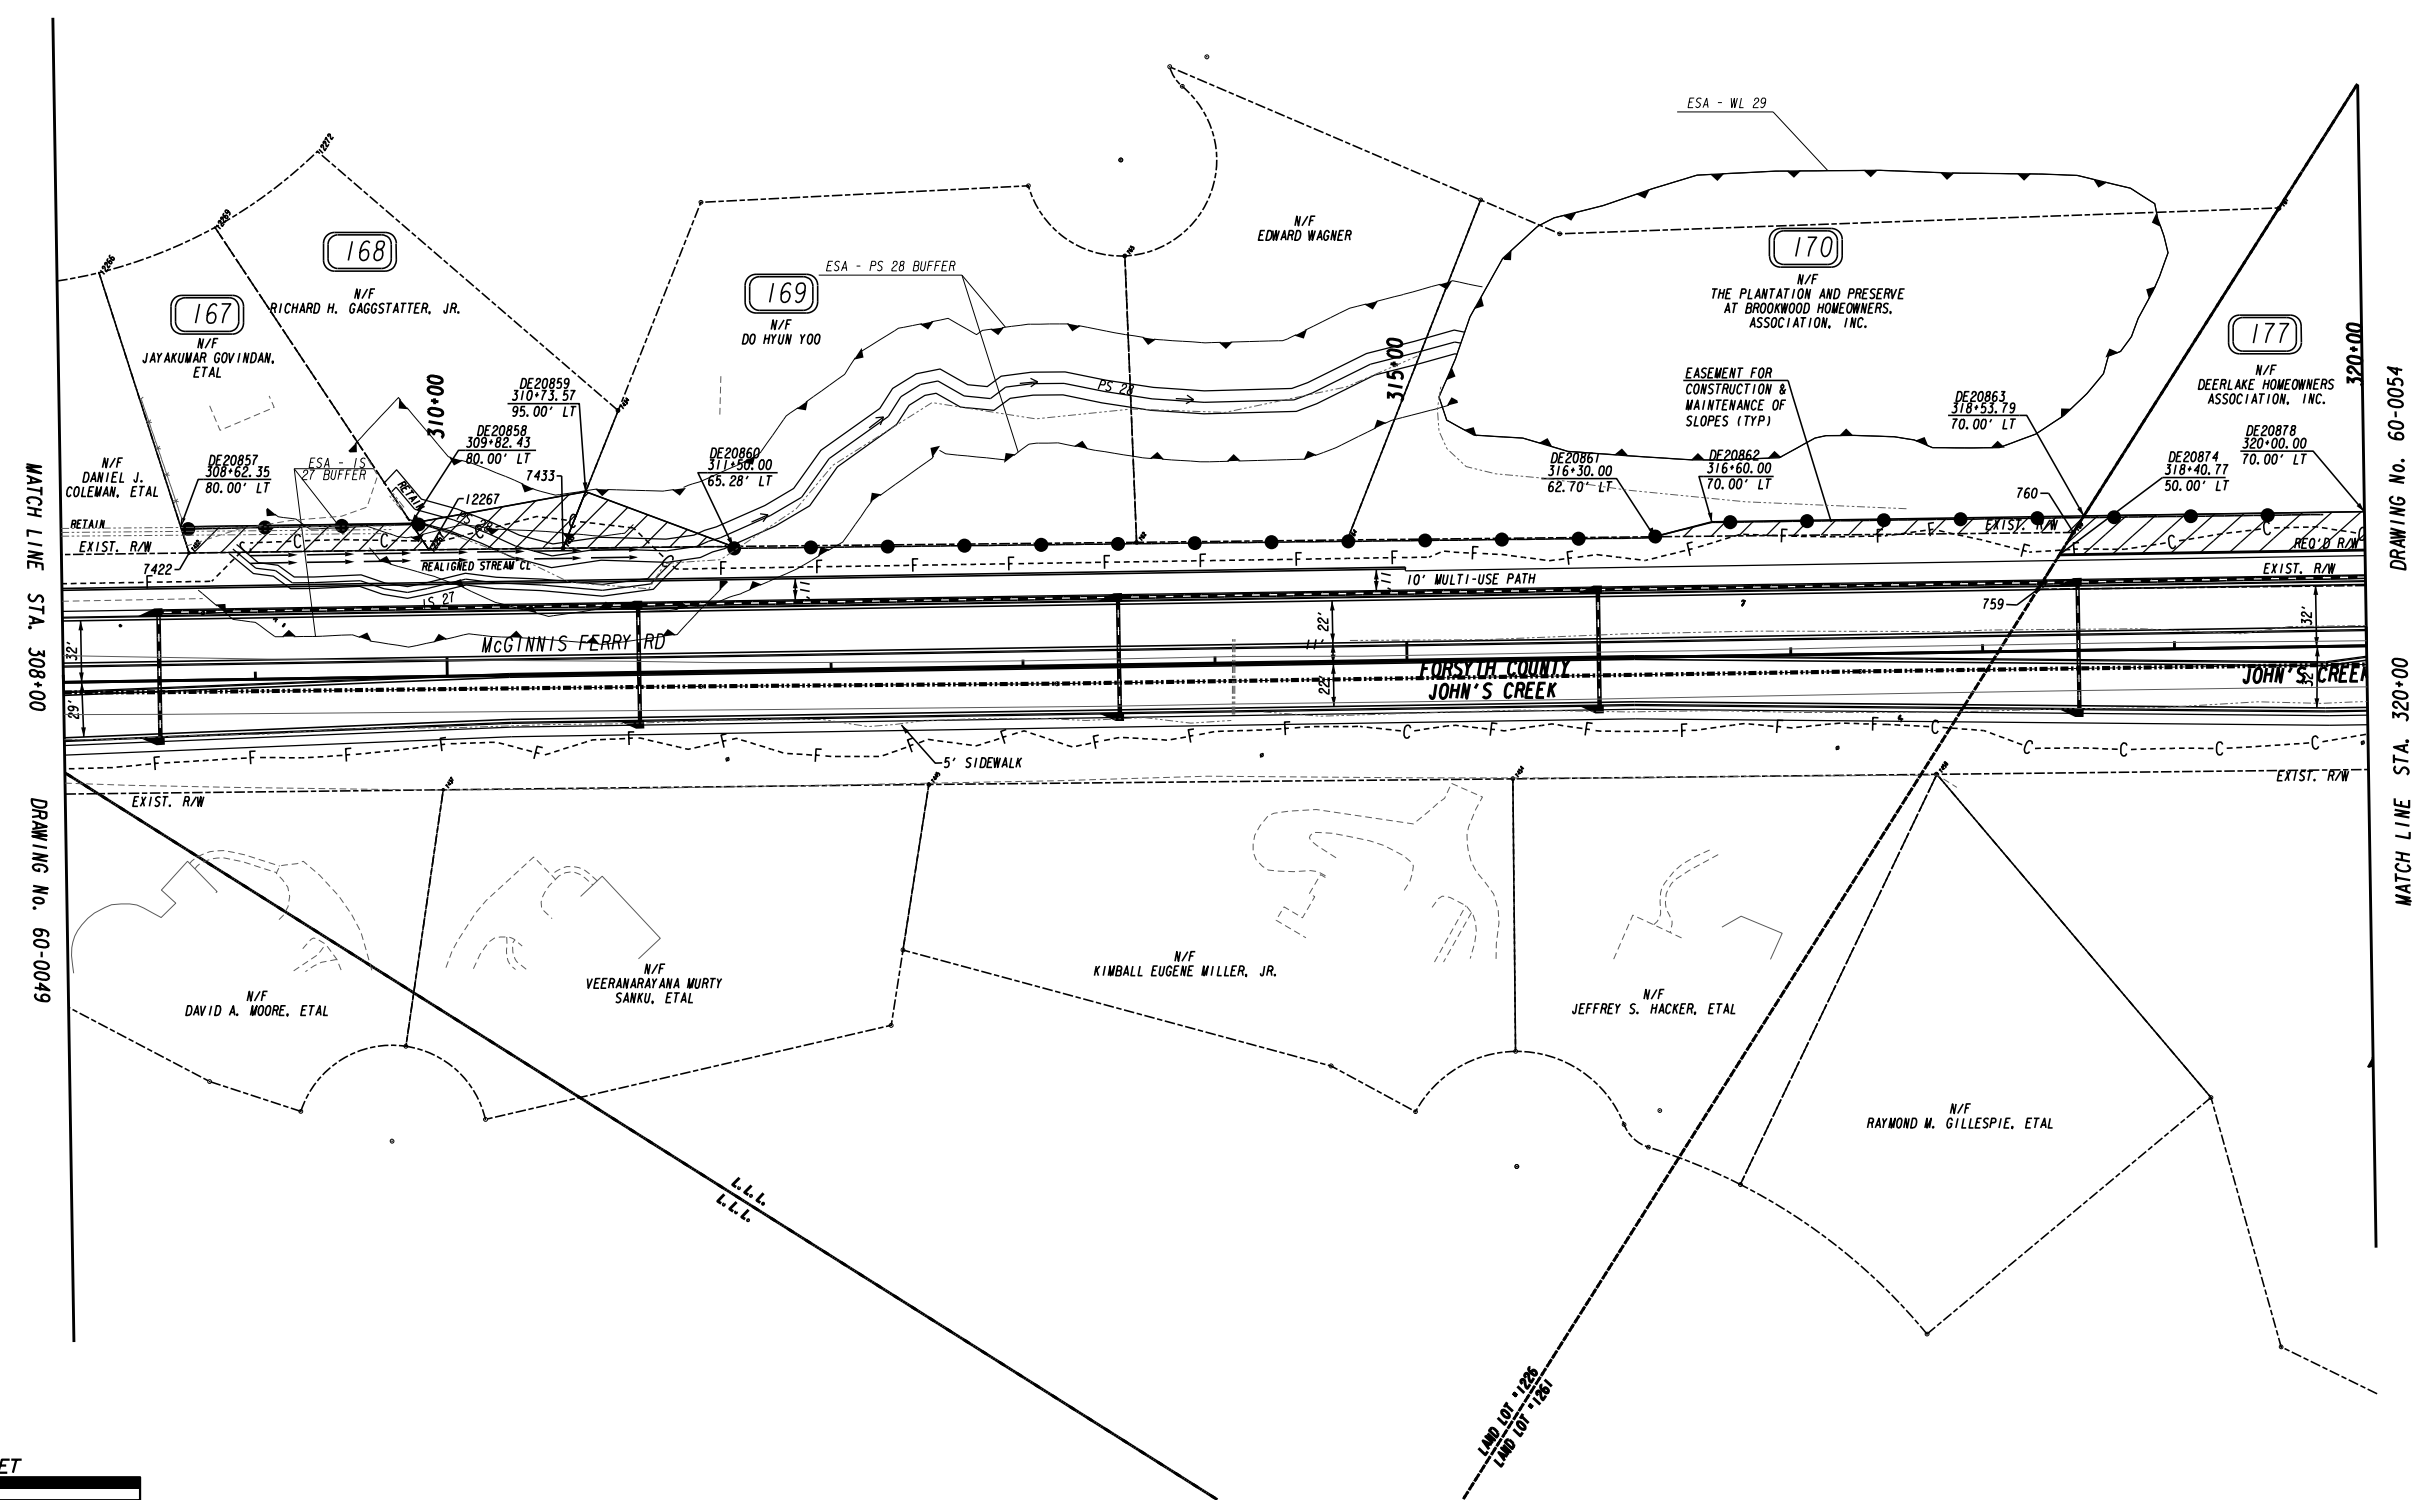 ESA - WL 29
12272
12269
12266
168
N/F
RICHARD H. GAGGSTATTER, JR.
167
N/F
JAYAKUMAR GOVINDAN,
ETAL
169
N/F
DO HYUN YOO
ESA - PS 28 BUFFER
N/F
EDWARD WAGNER
170
N/F
THE PLANTATION AND PRESERVE
AT BROOKWOOD HOMEOWNERS,
ASSOCIATION, INC.
177
N/F
DEERLAKE HOMEOWNERS
ASSOCIATION, INC.
320+00
310+00
315+00
PS 28
EASEMENT FOR
CONSTRUCTION &
MAINTENANCE OF
SLOPES (TYP)
N/F
DANIEL J.
COLEMAN, ETAL
DE20857
308+62.35
80.00' LT
ESA - IS
27 BUFFER
DE20858
309+82.43
80.00' LT
DE20859
310+73.57
95.00' LT
7433
12267
RETAIN
DE20860
311+50.00
65.28' LT
DE20861
316+30.00
62.70' LT
DE20862
316+60.00
70.00' LT
DE20863
318+53.79
70.00' LT
760
DE20874
318+40.77
50.00' LT
DE20878
320+00.00
70.00' LT
RETAIN
EXIST. R/W
7422
REALIGNED STREAM CL
IS 27
EXIST. R/W
REQ'D R/W
EXIST. R/W
759
10' MULTI-USE PATH
11'
11'
McGINNIS FERRY RD
32'
29'
22'
11'
22'
32'
32'
FORSYTH COUNTY
JOHN'S CREEK
JOHN'S CREEK
5' SIDEWALK
EXIST. R/W
EXIST. R/W
N/F
DAVID A. MOORE, ETAL
N/F
VEERANARAYANA MURTY
SANKU, ETAL
N/F
KIMBALL EUGENE MILLER, JR.
N/F
JEFFREY S. HACKER, ETAL
N/F
RAYMOND M. GILLESPIE, ETAL
L.L.L.
L.L.L.
LAND LOT #1226
LAND LOT #1261
MATCH LINE STA. 308+00
DRAWING No. 60-0049
DRAWING No. 60-0054
MATCH LINE STA. 320+00
ET